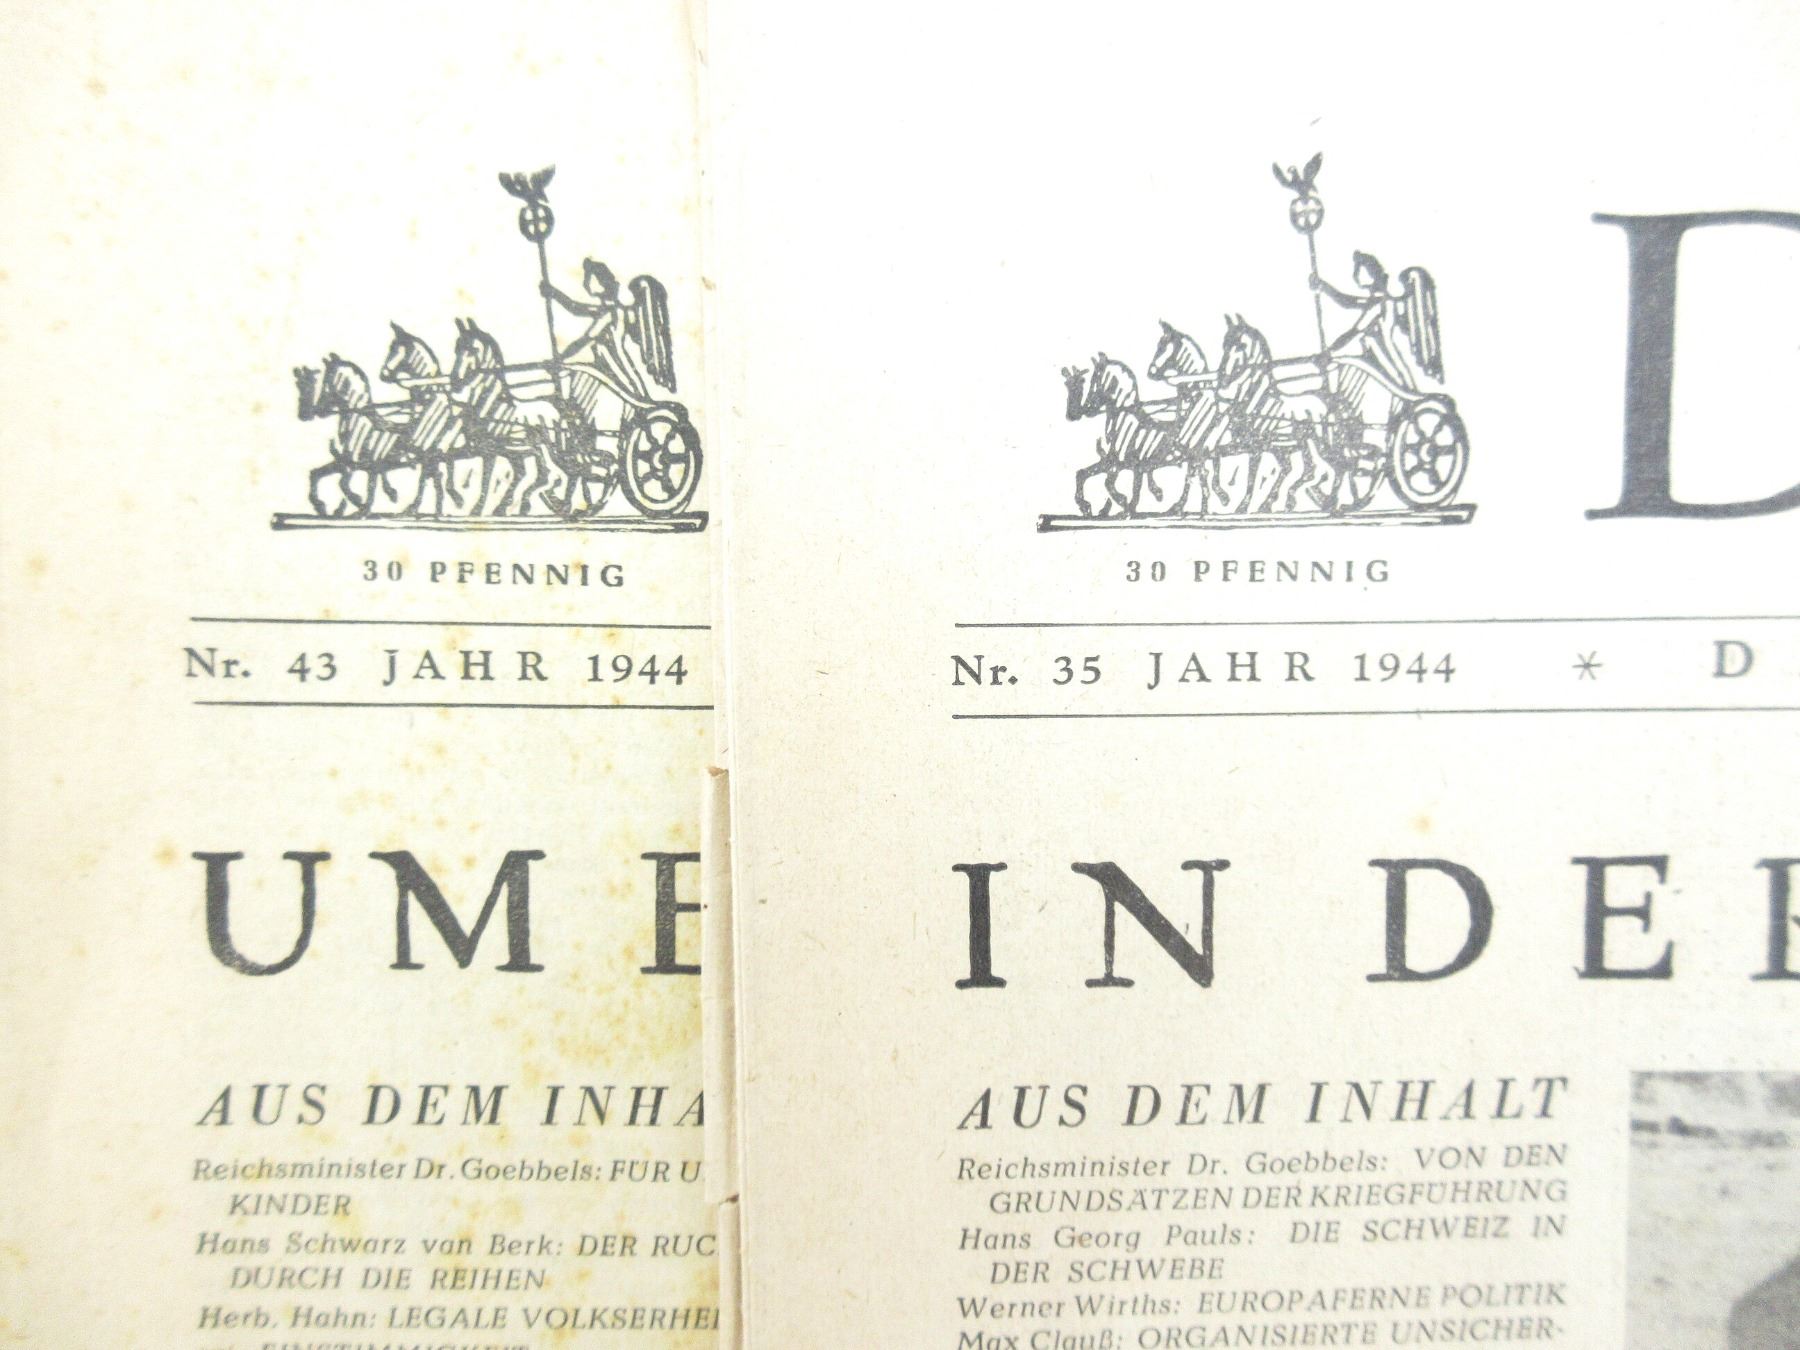 30 PFENNIG
Nr. 43 JAHR 1944
UM
AUS DEM
Reichsminister Dr. Goebbels: FÜR
KINDER
Hans Schwarz van Berk: DER
DURCH DIE REIHEN
Herb. Hahn: LEGALE
30 PFENNIG
D
Nr. 35 JAHR 1944 * D
IN DER
AUS DEM INHALT
Reichsminister Dr. Goebbels: VON DEN
GRUNDSÄTZEN DER KRIEGFÜHRUNG
Hans Georg Pauls: DIE SCHWEIZ IN
DER SCHWEBE
Werner Wirths: EUROPAFERNE POLITIK
Max Clauß: ORGANISIERTE UNSICHER-